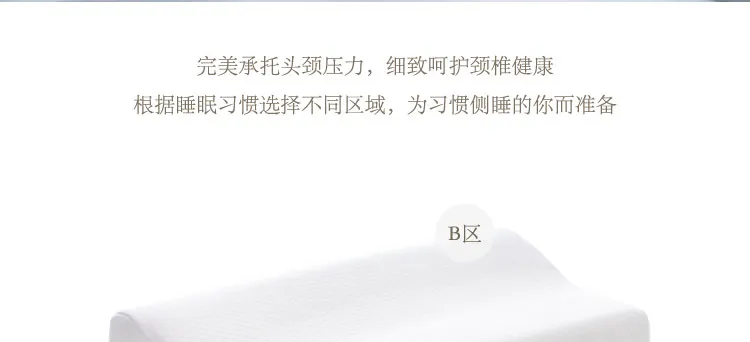 完美承托头颈压力，细致呵护颈椎健康
根据睡眠习惯选择不同区域，为习惯侧睡的你而准备
B区